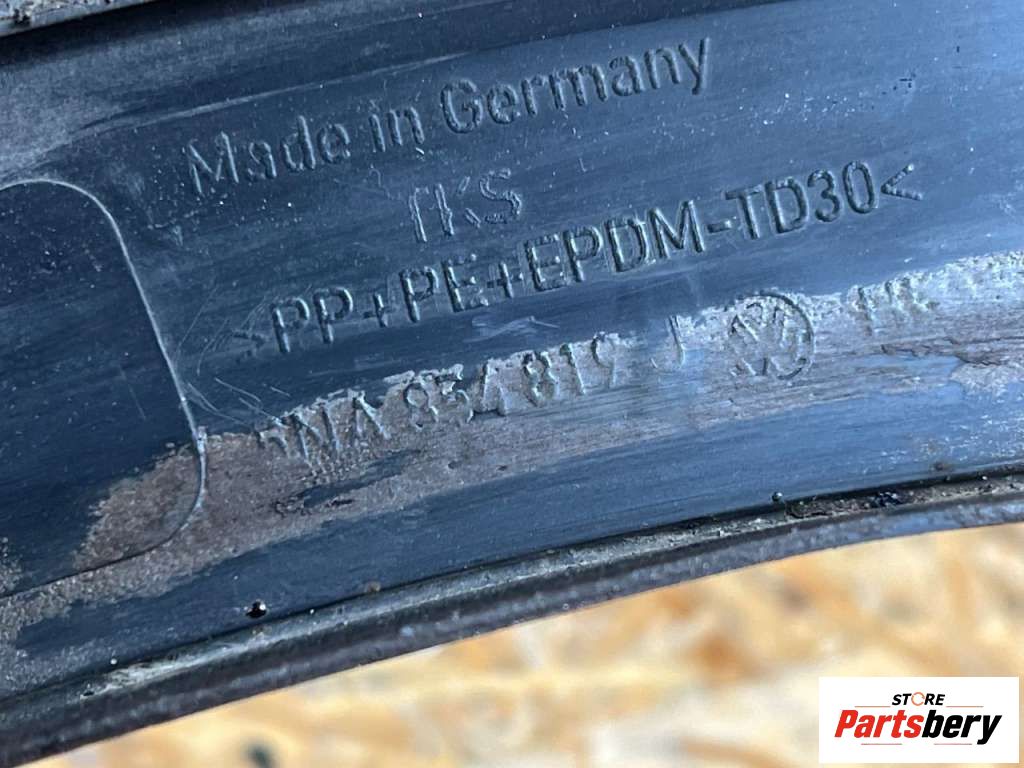 Made in Germany
TKS
>PP+PE+EPDM-TD30<
5NA 854 819 J
STORE
Partsbery